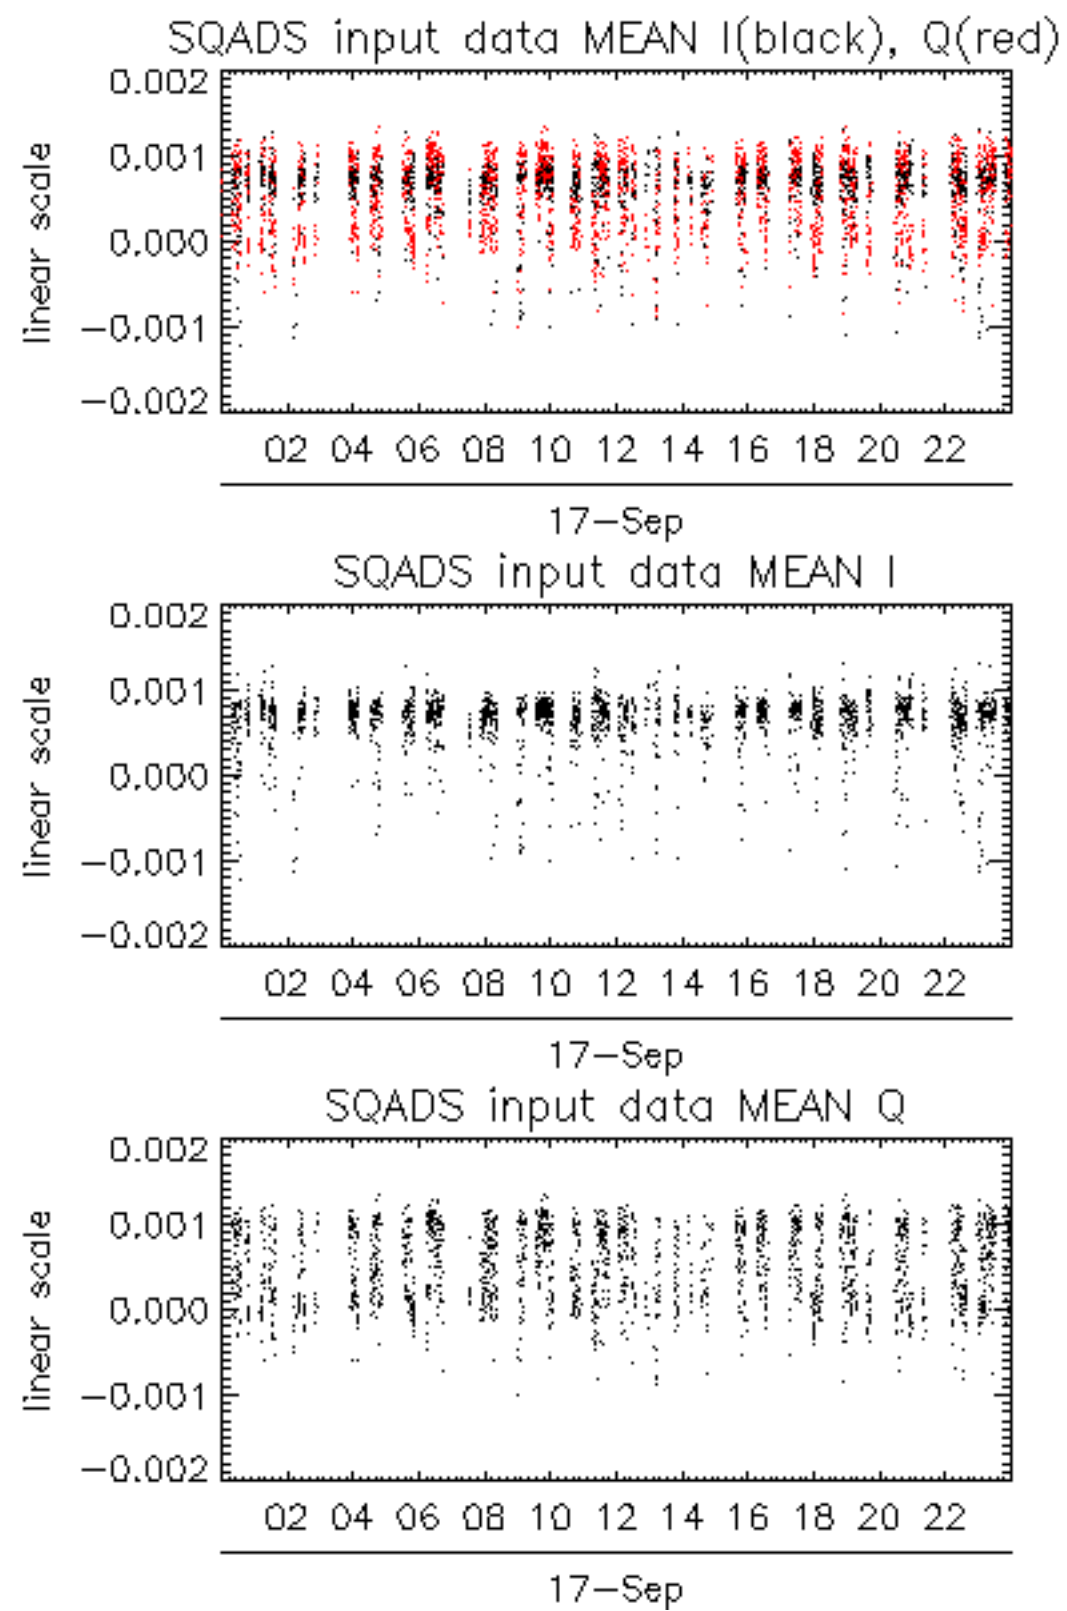 SQADS input data MEAN I(black), Q(red)
0.002
0.001
0.000
−0.001
−0.002
linear scale
02 04 06 08 10 12 14 16 18 20 22
17−Sep
SQADS input data MEAN I
0.002
0.001
0.000
−0.001
−0.002
linear scale
02 04 06 08 10 12 14 16 18 20 22
17−Sep
SQADS input data MEAN Q
0.002
0.001
0.000
−0.001
−0.002
linear scale
02 04 06 08 10 12 14 16 18 20 22
17−Sep